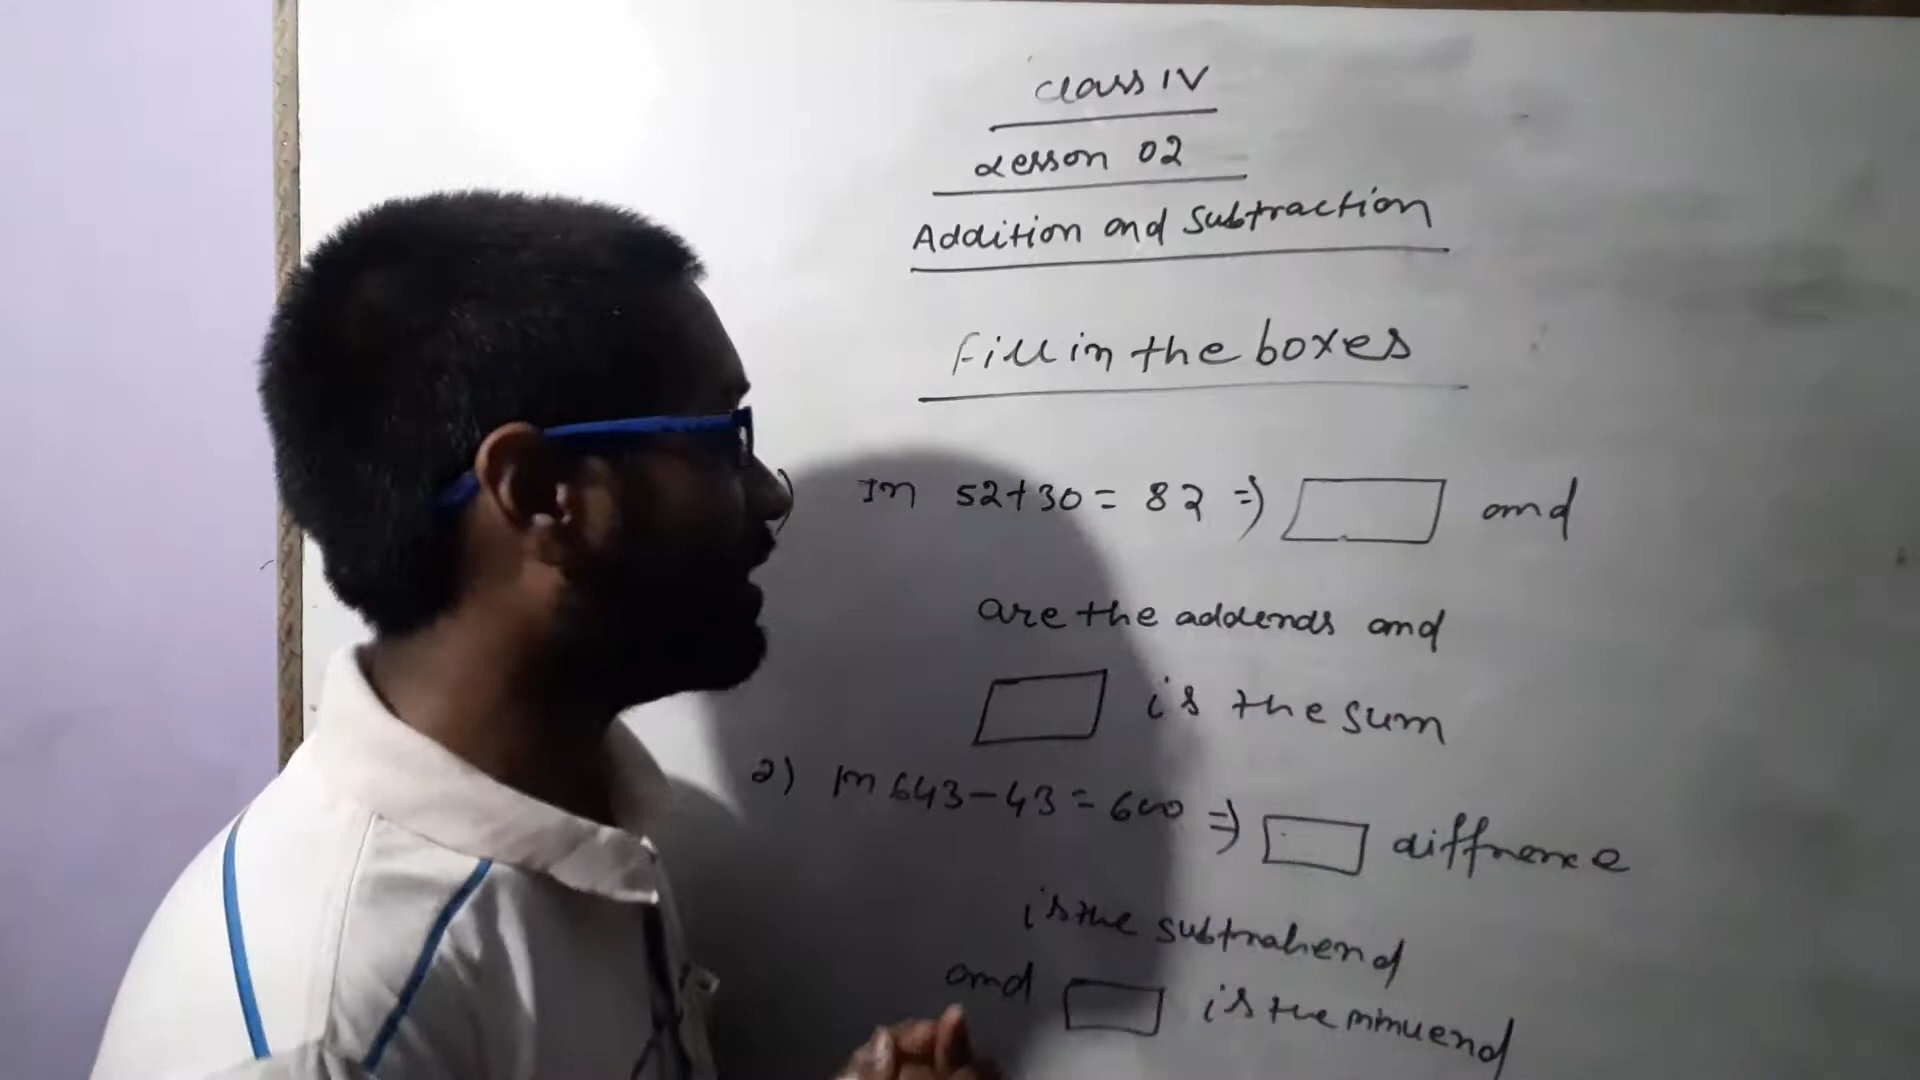 Class IV
Lesson 02
Addition and Subtraction
Fill in the boxes
) In 52+30 = 82 ⇒ and
are the addends and
is the sum
2) In 643-43 = 600 ⇒ diffrence
is the subtrahend
and is the minuend